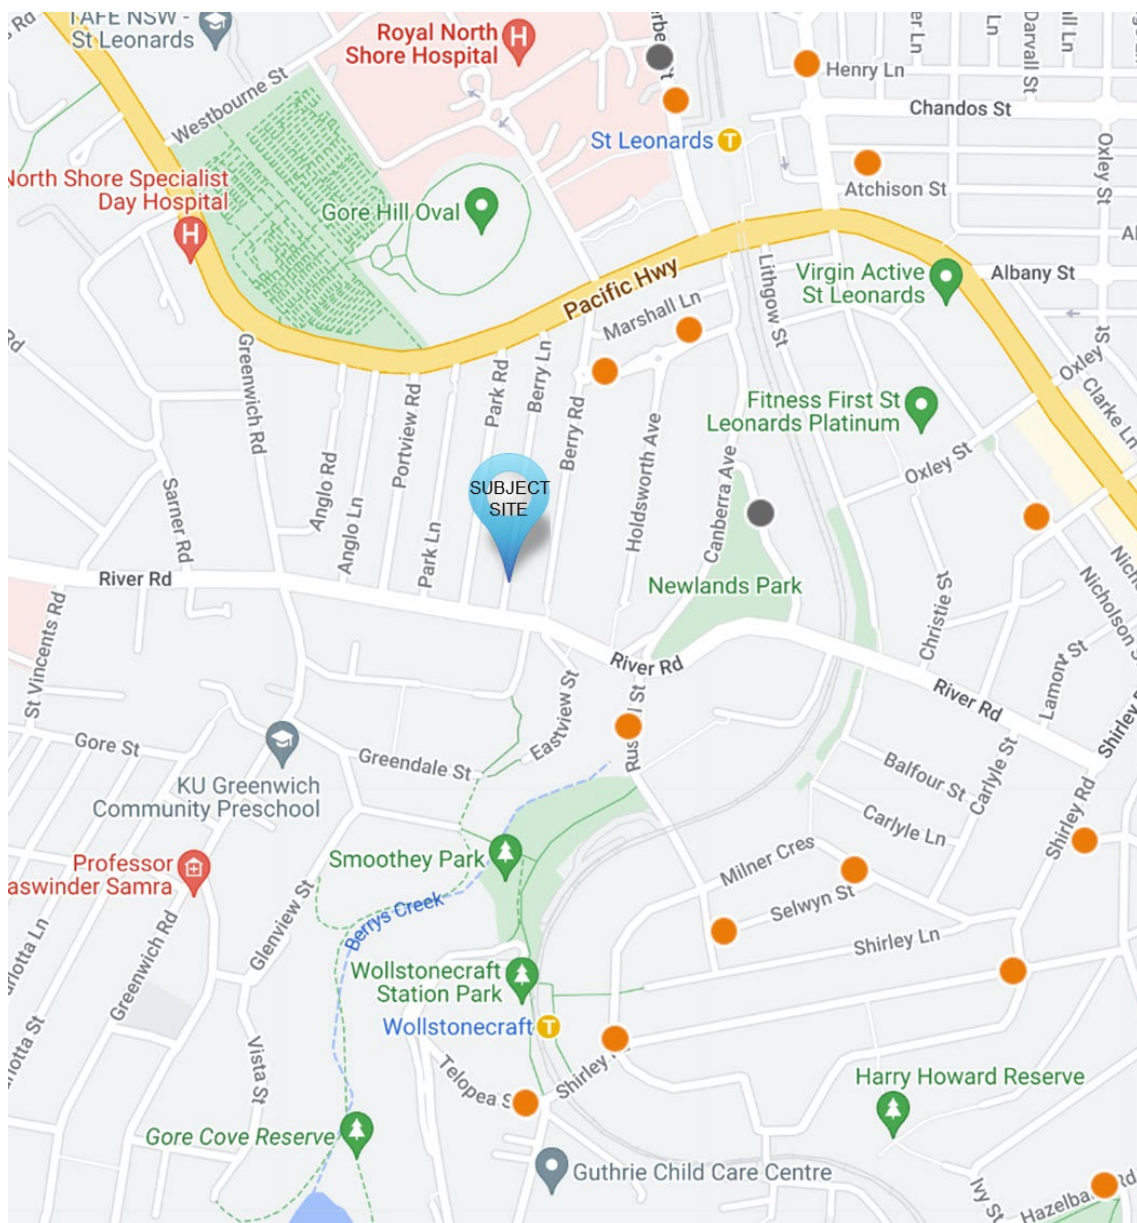 TAFE NSW -
St Leonards
Royal North
Shore Hospital
Henry Ln
Chandos St
Westbourne St
St Leonards
T
Oxley St
Atchison St
North Shore Specialist
Day Hospital
Gore Hill Oval
Pacific Hwy
Lithgow St
Virgin Active
St Leonards
Albany St
Marshall Ln
Greenwich Rd
Park Rd
Berry Ln
Berry Rd
Oxley St
Clarke Ln
Anglo Rd
Anglo Ln
Portview Rd
Park Ln
Holdsworth Ave
Canberra Ave
Fitness First St
Leonards Platinum
Oxley St
SUBJECT
SITE
Sarner Rd
River Rd
Newlands Park
Christie St
Nicholson S
St Vincents Rd
River Rd
River Rd
Lamont St
Shirley
Gore St
Eastview St
Greendale St
KU Greenwich
Community Preschool
Balfour St
Carlyle St
Carlyle Ln
Shirley Rd
Professor
aswinder Samra
Smoothey Park
Milner Cres
Selwyn St
Shirley Ln
Glenview St
Berrys Creek
Greenwich Rd
Wollstonecraft
Station Park
Wollstonecraft
T
Vista St
Telopea S
Shirley
Harry Howard Reserve
Gore Cove Reserve
Guthrie Child Care Centre
Ivy St
Hazelba
Rd